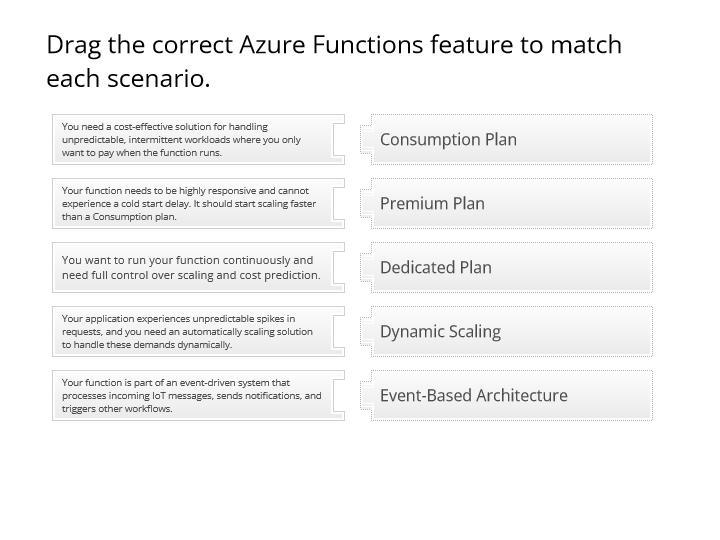 Drag the correct Azure Functions feature to match
each scenario.
You need a cost-effective solution for handling
unpredictable, intermittent workloads where you only
want to pay when the function runs.
Consumption Plan
Your function needs to be highly responsive and cannot
experience a cold start delay. It should start scaling faster
than a Consumption plan.
Premium Plan
You want to run your function continuously and
need full control over scaling and cost prediction.
Dedicated Plan
Your application experiences unpredictable spikes in
requests, and you need an automatically scaling solution
to handle these demands dynamically.
Dynamic Scaling
Your function is part of an event-driven system that
processes incoming IoT messages, sends notifications, and
triggers other workflows.
Event-Based Architecture